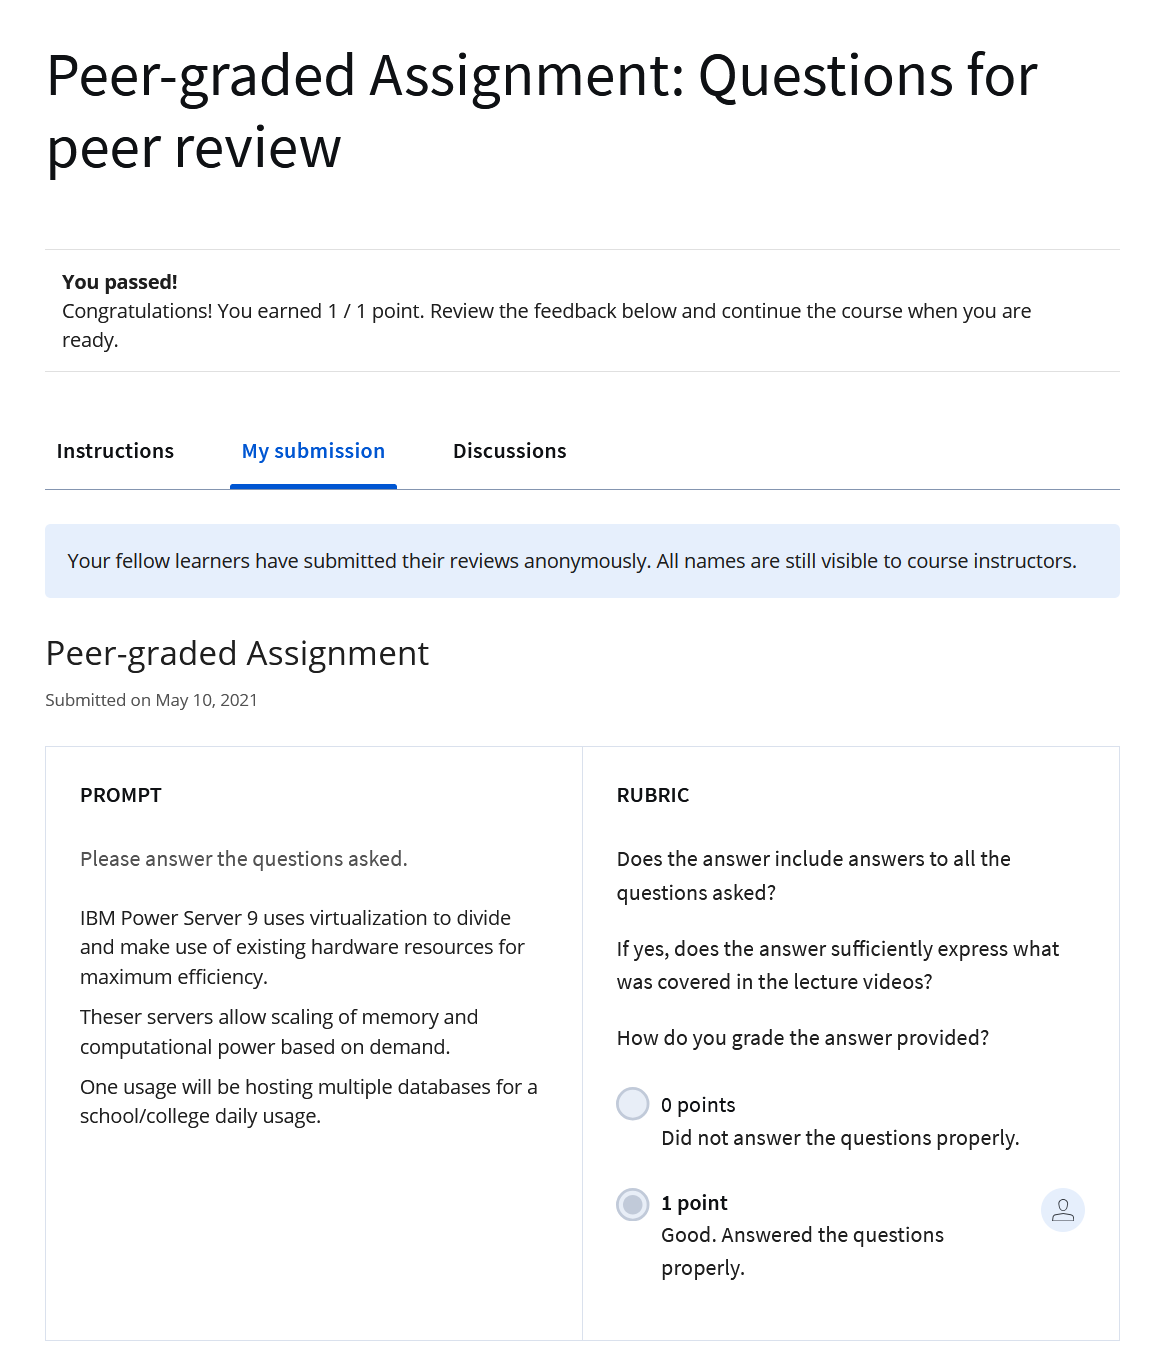 Peer-graded Assignment: Questions for
peer review
You passed!
Congratulations! You earned 1 / 1 point. Review the feedback below and continue the course when you are
ready.
Instructions
My submission
Discussions
Your fellow learners have submitted their reviews anonymously. All names are still visible to course instructors.
Peer-graded Assignment
Submitted on May 10, 2021
PROMPT
Please answer the questions asked.
IBM Power Server 9 uses virtualization to divide
and make use of existing hardware resources for
maximum efficiency.
Theser servers allow scaling of memory and
computational power based on demand.
One usage will be hosting multiple databases for a
school/college daily usage.
RUBRIC
Does the answer include answers to all the
questions asked?
If yes, does the answer sufficiently express what
was covered in the lecture videos?
How do you grade the answer provided?
0 points
Did not answer the questions properly.
1 point
Good. Answered the questions
properly.